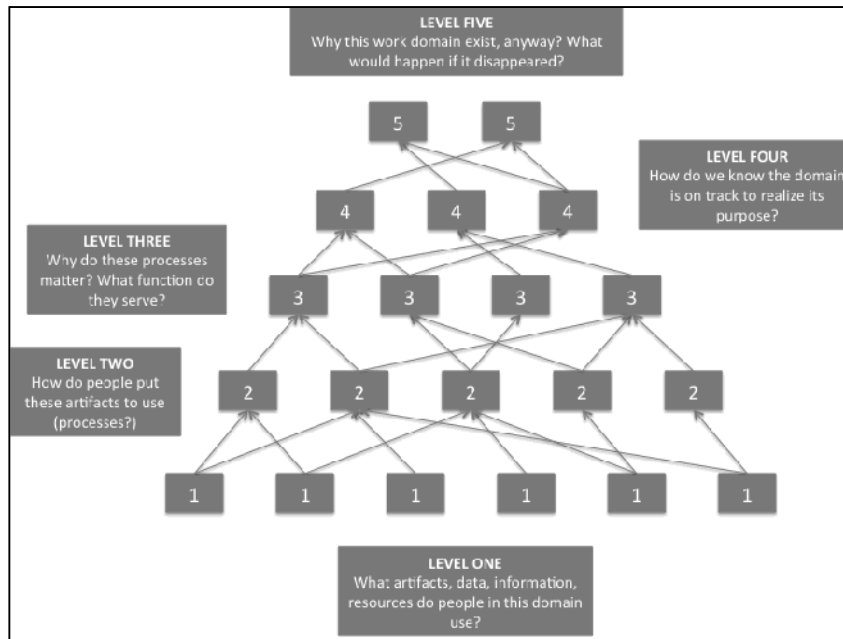 LEVEL FIVE
Why this work domain exist, anyway? What
would happen if it disappeared?
5 5
LEVEL FOUR
How do we know the domain
is on track to realize its
purpose?
4 4 4
LEVEL THREE
Why do these processes
matter? What function do
they serve?
3 3 3 3
LEVEL TWO
How do people put
these artifacts to use
(processes?)
2 2 2 2 2
1 1 1 1 1 1
LEVEL ONE
What artifacts, data, information,
resources do people in this domain
use?